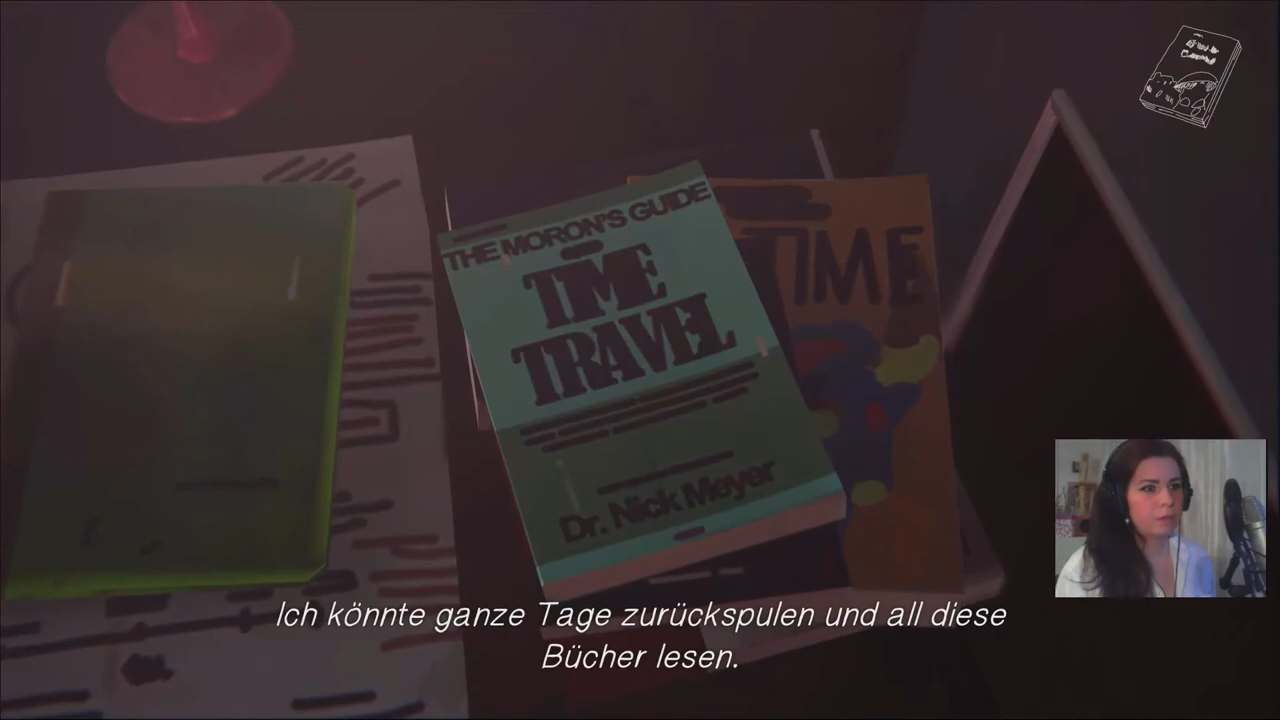 THE MORON'S GUIDE
TIME
TRAVEL
Dr. Nick Meyer
TIME
Ich könnte ganze Tage zurückspulen und all diese
Bücher lesen.